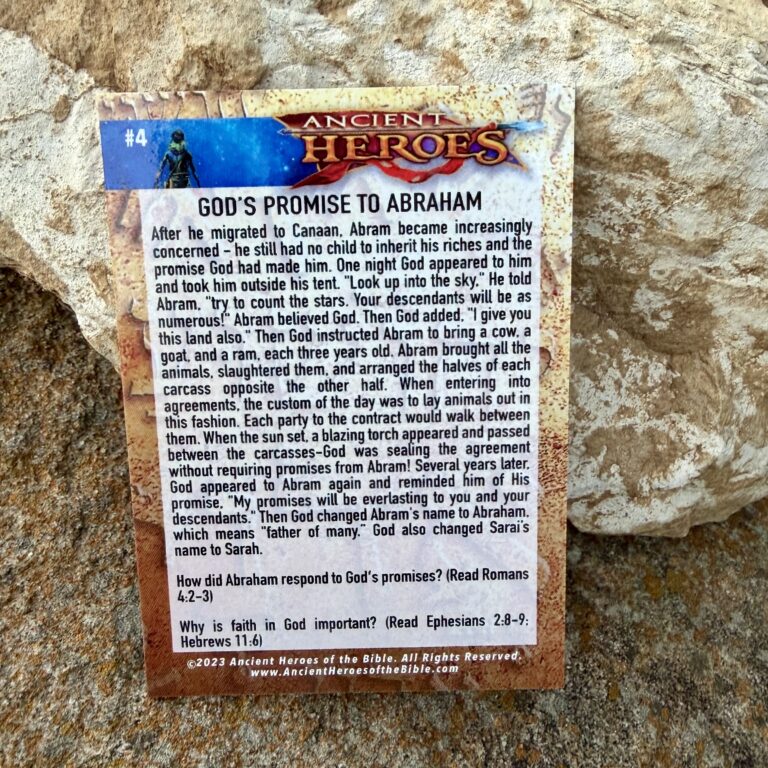 #4
ANCIENT
HEROES
GOD'S PROMISE TO ABRAHAM
After he migrated to Canaan, Abram became increasingly
concerned – he still had no child to inherit his riches and the
promise God had made him. One night God appeared to him
and took him outside his tent. "Look up into the sky," He told
Abram, "try to count the stars. Your descendants will be as
numerous!" Abram believed God. Then God added, "I give you
this land also." Then God instructed Abram to bring a cow, a
goat, and a ram, each three years old. Abram brought all the
animals, slaughtered them, and arranged the halves of each
carcass opposite the other half. When entering into
agreements, the custom of the day was to lay animals out in
this fashion. Each party to the contract would walk between
them. When the sun set, a blazing torch appeared and passed
between the carcasses–God was sealing the agreement
without requiring promises from Abram! Several years later,
God appeared to Abram again and reminded him of His
promise, "My promises will be everlasting to you and your
descendants." Then God changed Abram's name to Abraham,
which means "father of many." God also changed Sarai's
name to Sarah.
How did Abraham respond to God's promises? (Read Romans
4:2-3)
Why is faith in God important? (Read Ephesians 2:8-9;
Hebrews 11:6)
©2023 Ancient Heroes of the Bible. All Rights Reserved.
www.AncientHeroesoftheBible.com